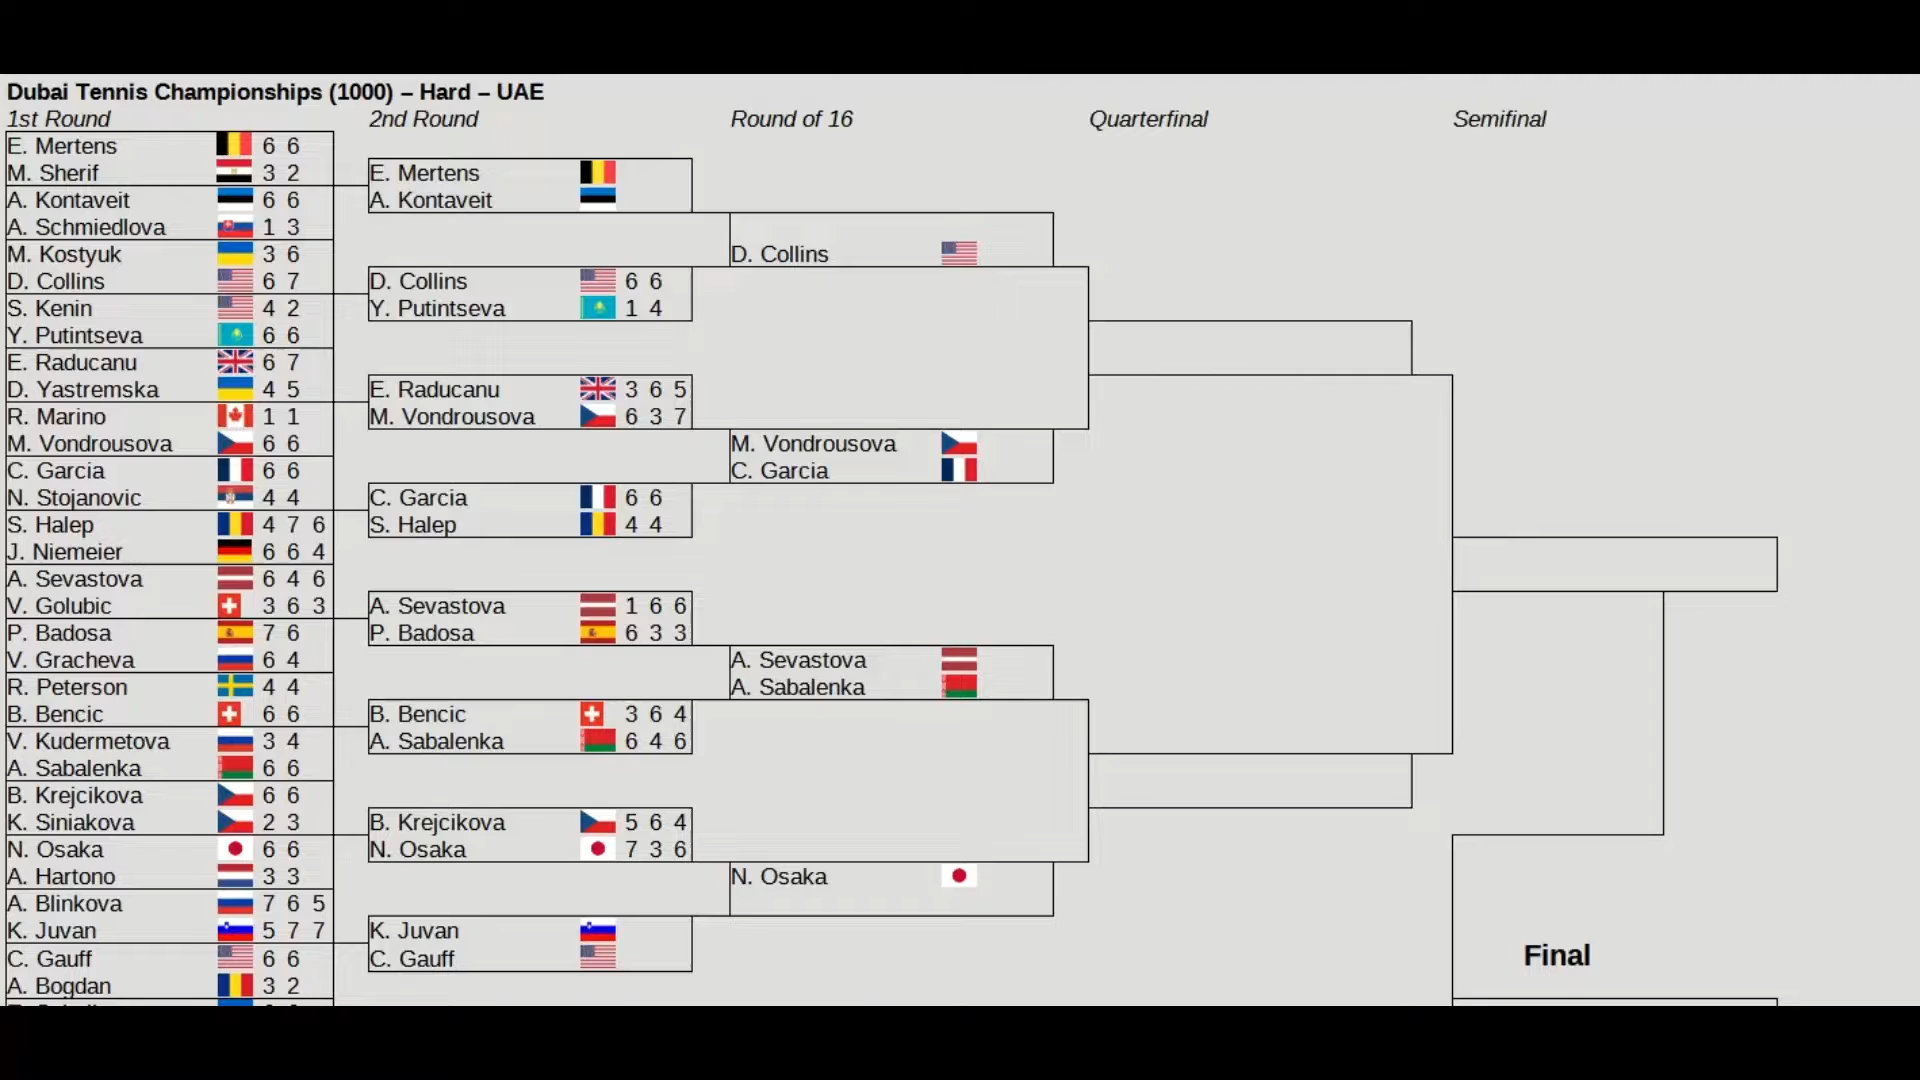 Dubai Tennis Championships (1000) – Hard – UAE
1st Round 2nd Round Round of 16 Quarterfinal Semifinal
E. Mertens 6 6
M. Sherif 3 2
A. Kontaveit 6 6
A. Schmiedlova 1 3
M. Kostyuk 3 6
D. Collins 6 7
S. Kenin 4 2
Y. Putintseva 6 6
E. Raducanu 6 7
D. Yastremska 4 5
R. Marino 1 1
M. Vondrousova 6 6
C. Garcia 6 6
N. Stojanovic 4 4
S. Halep 4 7 6
J. Niemeier 6 6 4
A. Sevastova 6 4 6
V. Golubic 3 6 3
P. Badosa 7 6
V. Gracheva 6 4
R. Peterson 4 4
B. Bencic 6 6
V. Kudermetova 3 4
A. Sabalenka 6 6
B. Krejcikova 6 6
K. Siniakova 2 3
N. Osaka 6 6
A. Hartono 3 3
A. Blinkova 7 6 5
K. Juvan 5 7 7
C. Gauff 6 6
A. Bogdan 3 2
E. Mertens
A. Kontaveit
D. Collins 6 6
Y. Putintseva 1 4
E. Raducanu 3 6 5
M. Vondrousova 6 3 7
C. Garcia 6 6
S. Halep 4 4
A. Sevastova 1 6 6
P. Badosa 6 3 3
B. Bencic 3 6 4
A. Sabalenka 6 4 6
B. Krejcikova 5 6 4
N. Osaka 7 3 6
K. Juvan
C. Gauff
D. Collins
M. Vondrousova
C. Garcia
A. Sevastova
A. Sabalenka
N. Osaka
Final